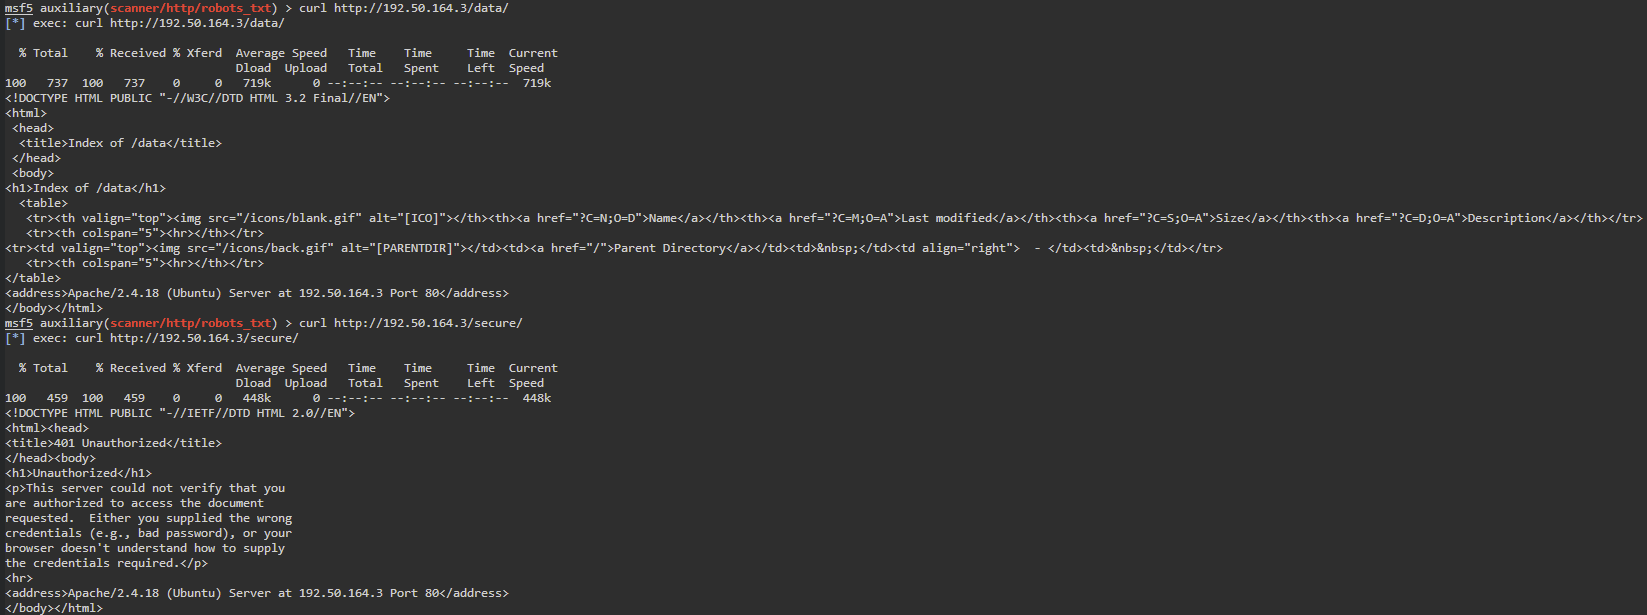 msf5 auxiliary(scanner/http/robots_txt) > curl http://192.50.164.3/data/
[*] exec: curl http://192.50.164.3/data/

  % Total    % Received % Xferd  Average Speed   Time    Time     Time  Current
                                 Dload  Upload   Total   Spent    Left  Speed
100   737  100   737    0     0   719k      0 --:--:-- --:--:-- --:--:--  719k
<!DOCTYPE HTML PUBLIC "-//W3C//DTD HTML 3.2 Final//EN">
<html>
 <head>
  <title>Index of /data</title>
 </head>
 <body>
<h1>Index of /data</h1>
  <table>
   <tr><th valign="top"><img src="/icons/blank.gif" alt="[ICO]"></th><th><a href="?C=N;O=D">Name</a></th><th><a href="?C=M;O=A">Last modified</a></th><th><a href="?C=S;O=A">Size</a></th><th><a href="?C=D;O=A">Description</a></th></tr>
   <tr><th colspan="5"><hr></th></tr>
<tr><td valign="top"><img src="/icons/back.gif" alt="[PARENTDIR]"></td><td><a href="/">Parent Directory</a></td><td>&nbsp;</td><td align="right">  - </td><td>&nbsp;</td></tr>
   <tr><th colspan="5"><hr></th></tr>
</table>
<address>Apache/2.4.18 (Ubuntu) Server at 192.50.164.3 Port 80</address>
</body></html>
msf5 auxiliary(scanner/http/robots_txt) > curl http://192.50.164.3/secure/
[*] exec: curl http://192.50.164.3/secure/

  % Total    % Received % Xferd  Average Speed   Time    Time     Time  Current
                                 Dload  Upload   Total   Spent    Left  Speed
100   459  100   459    0     0   448k      0 --:--:-- --:--:-- --:--:--  448k
<!DOCTYPE HTML PUBLIC "-//IETF//DTD HTML 2.0//EN">
<html><head>
<title>401 Unauthorized</title>
</head><body>
<h1>Unauthorized</h1>
<p>This server could not verify that you
are authorized to access the document
requested.  Either you supplied the wrong
credentials (e.g., bad password), or your
browser doesn't understand how to supply
the credentials required.</p>
<hr>
<address>Apache/2.4.18 (Ubuntu) Server at 192.50.164.3 Port 80</address>
</body></html>